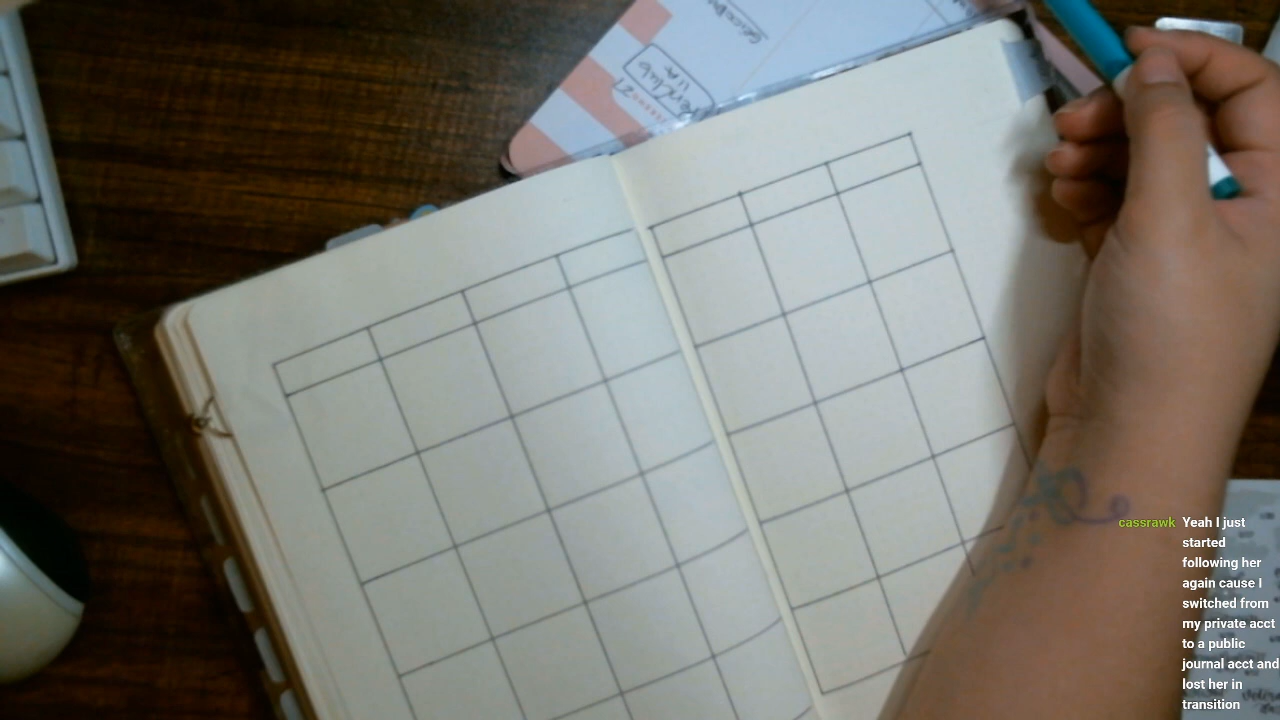 cassrawk Yeah I just
started
following her
again cause I
switched from
my private acct
to a public
journal acct and
lost her in
transition